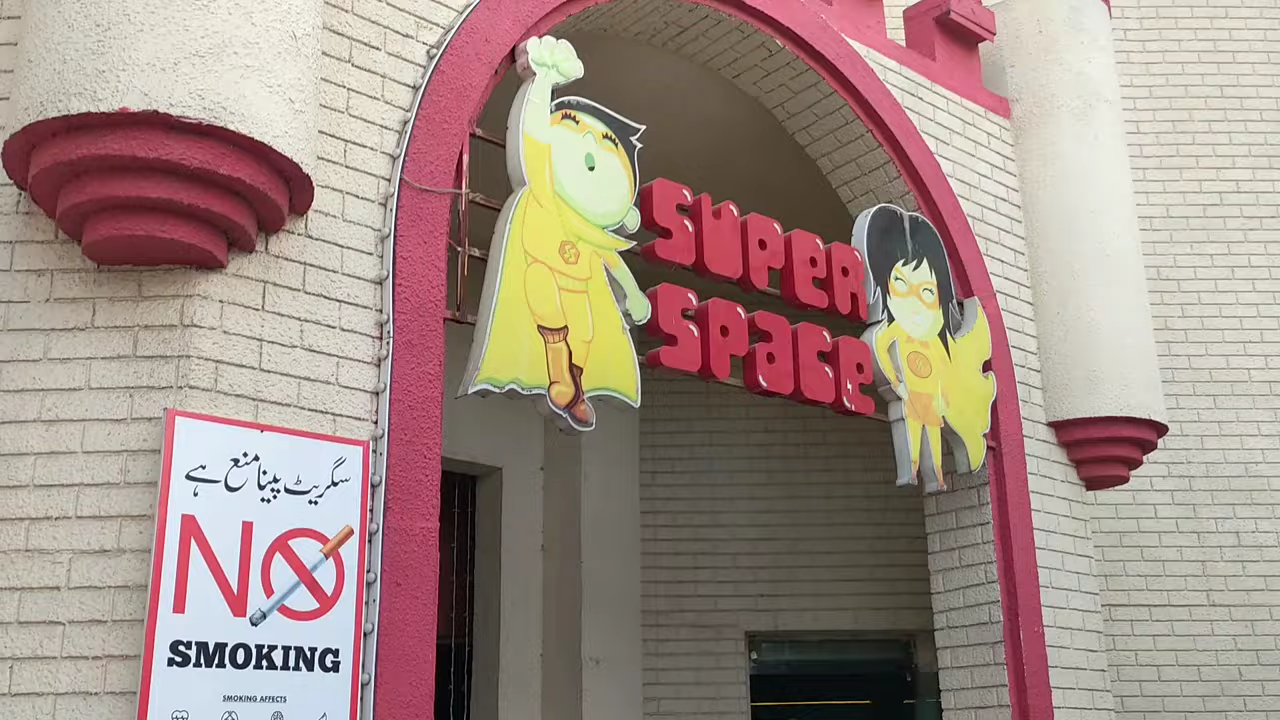 SUPER
SPACE
سگریٹ پینا منع ہے
NO
SMOKING
SMOKING AFFECTS